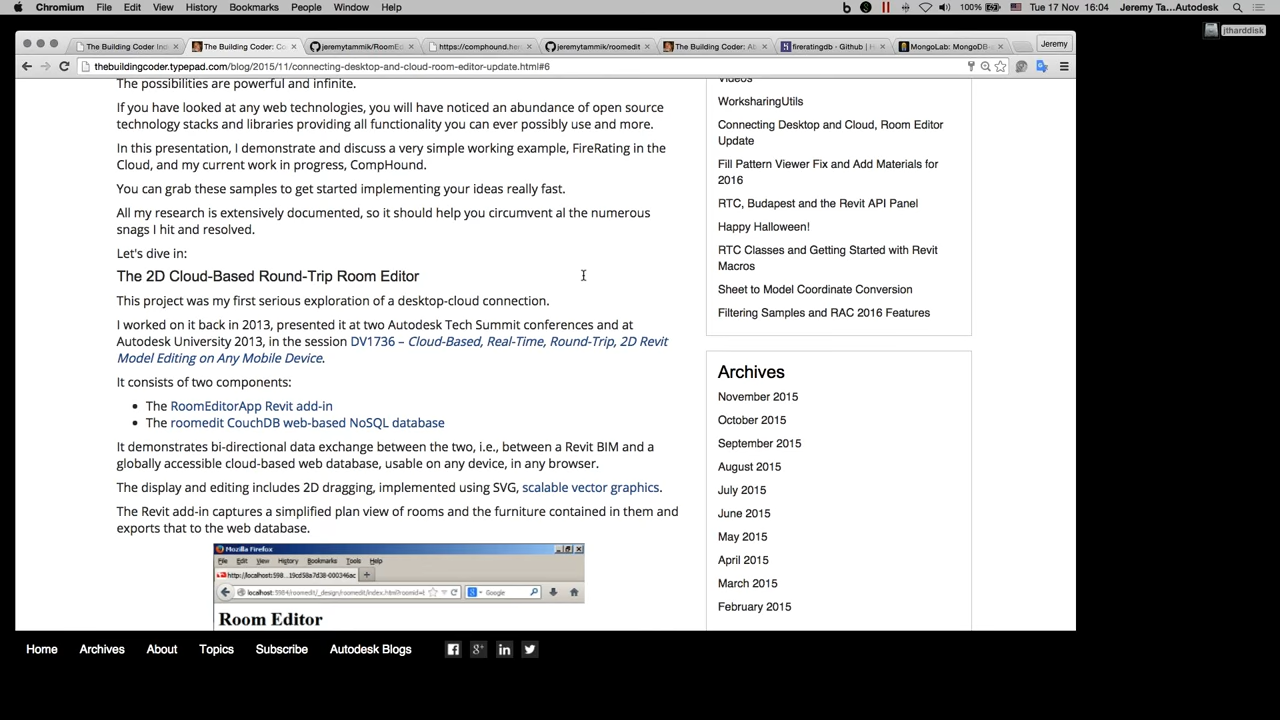 Chromium File Edit View History Bookmarks People Window Help
100% Tue 17 Nov 16:04 Jeremy Ta...Autodesk
jtharddisk
The Building Coder Ind
The Building Coder: Co
jeremytammik/RoomEd
https://comphound.her
jeremytammik/roomedit
The Building Coder: Ab
fireratingdb - Github | H
MongoLab: MongoDB-
Jeremy
thebuildingcoder.typepad.com/blog/2015/11/connecting-desktop-and-cloud-room-editor-update.html#6
The possibilities are powerful and infinite.
If you have looked at any web technologies, you will have noticed an abundance of open source
technology stacks and libraries providing all functionality you can ever possibly use and more.
In this presentation, I demonstrate and discuss a very simple working example, FireRating in the
Cloud, and my current work in progress, CompHound.
You can grab these samples to get started implementing your ideas really fast.
All my research is extensively documented, so it should help you circumvent al the numerous
snags I hit and resolved.
Let's dive in:
The 2D Cloud-Based Round-Trip Room Editor
This project was my first serious exploration of a desktop-cloud connection.
I worked on it back in 2013, presented it at two Autodesk Tech Summit conferences and at
Autodesk University 2013, in the session DV1736 – Cloud-Based, Real-Time, Round-Trip, 2D Revit
Model Editing on Any Mobile Device.
It consists of two components:
• The RoomEditorApp Revit add-in
• The roomedit CouchDB web-based NoSQL database
It demonstrates bi-directional data exchange between the two, i.e., between a Revit BIM and a
globally accessible cloud-based web database, usable on any device, in any browser.
The display and editing includes 2D dragging, implemented using SVG, scalable vector graphics.
The Revit add-in captures a simplified plan view of rooms and the furniture contained in them and
exports that to the web database.
Mozilla Firefox
File Edit View History Bookmarks Tools Help
http://localhost:598...19cd58a7d38-000346ac
localhost:5984/roomedit/_design/roomedit/index.html?roomid=
Google
Room Editor
Videos
WorksharingUtils
Connecting Desktop and Cloud, Room Editor
Update
Fill Pattern Viewer Fix and Add Materials for
2016
RTC, Budapest and the Revit API Panel
Happy Halloween!
RTC Classes and Getting Started with Revit
Macros
Sheet to Model Coordinate Conversion
Filtering Samples and RAC 2016 Features
Archives
November 2015
October 2015
September 2015
August 2015
July 2015
June 2015
May 2015
April 2015
March 2015
February 2015
Home Archives About Topics Subscribe Autodesk Blogs